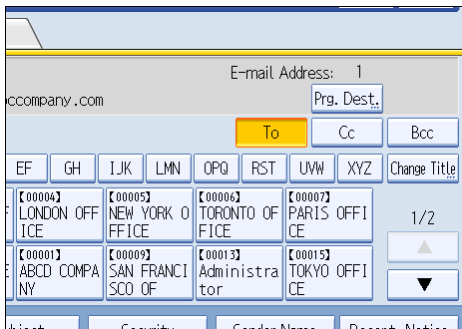 E-mail Address: 1
ccompany.com
Prg. Dest.
To Cc Bcc
EF GH IJK LMN OPQ RST UVW XYZ Change Title
【00004】 【00005】 【00006】 【00007】
LONDON OFF NEW YORK O TORONTO OF PARIS OFFI
ICE FFICE FICE CE
1/2
【00001】 【00009】 【00013】 【00015】
ABCD COMPA SAN FRANCI Administra TOKYO OFFI
NY SCO OF tor CE